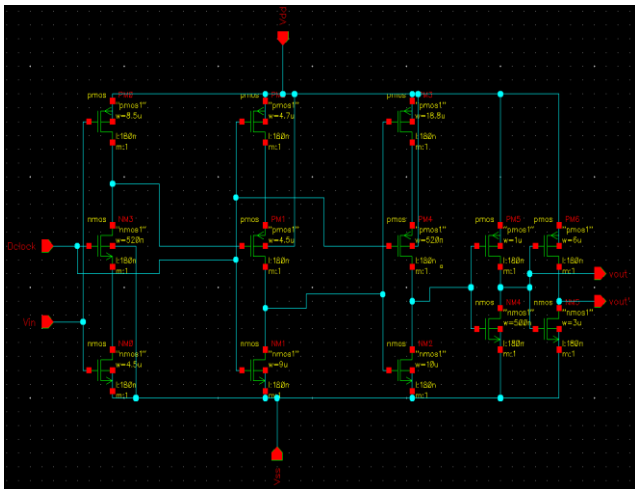 Vdd
pmos PM0
"pmos1"
w=8.5u
l:180n
m:1
pmos
"pmos1"
w=4.7u
l:180n
m:1
pmos
"pmos1"
w=18.8u
l:180n
m:1
nmos NM3
"nmos1"
w=520n
l:180n
m:1
pmos PM1
"pmos1"
w=4.5u
l:180n
m:1
pmos PM4
"pmos1"
w=520n
l:180n
m:1
pmos PM5
"pmos1"
w=1u
l:180n
m:1
pmos PM6
"pmos1"
w=6u
l:180n
m:1
Vin
vout
vout
nmos NM0
"nmos1"
w=4.5u
l:180n
m:1
nmos NM1
"nmos1"
w=9u
l:180n
m:1
nmos
"nmos1"
w=10u
l:180n
m:1
nmos NM4
"nmos1"
w=500n
l:180n
m:1
nmos
"nmos1"
w=3u
l:180n
m:1